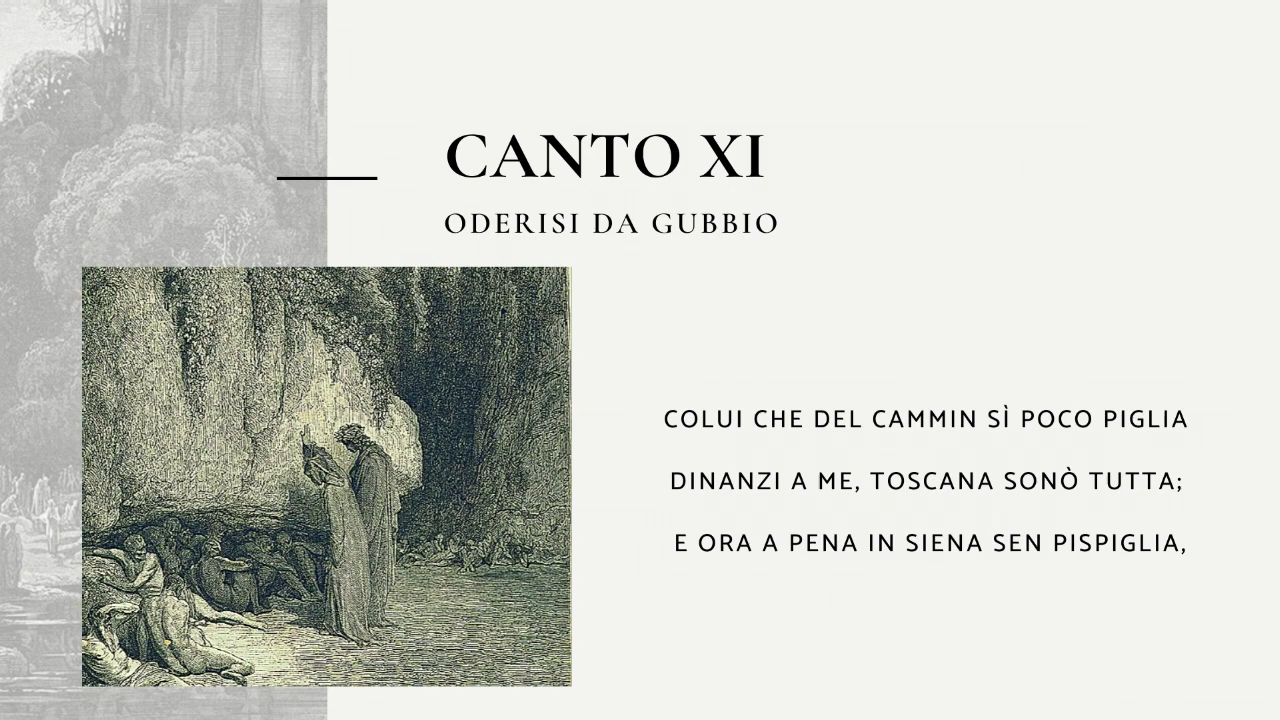 CANTO XI
ODERISI DA GUBBIO
COLUI CHE DEL CAMMIN SÌ POCO PIGLIA
DINANZI A ME, TOSCANA SONÒ TUTTA;
E ORA A PENA IN SIENA SEN PISPIGLIA,